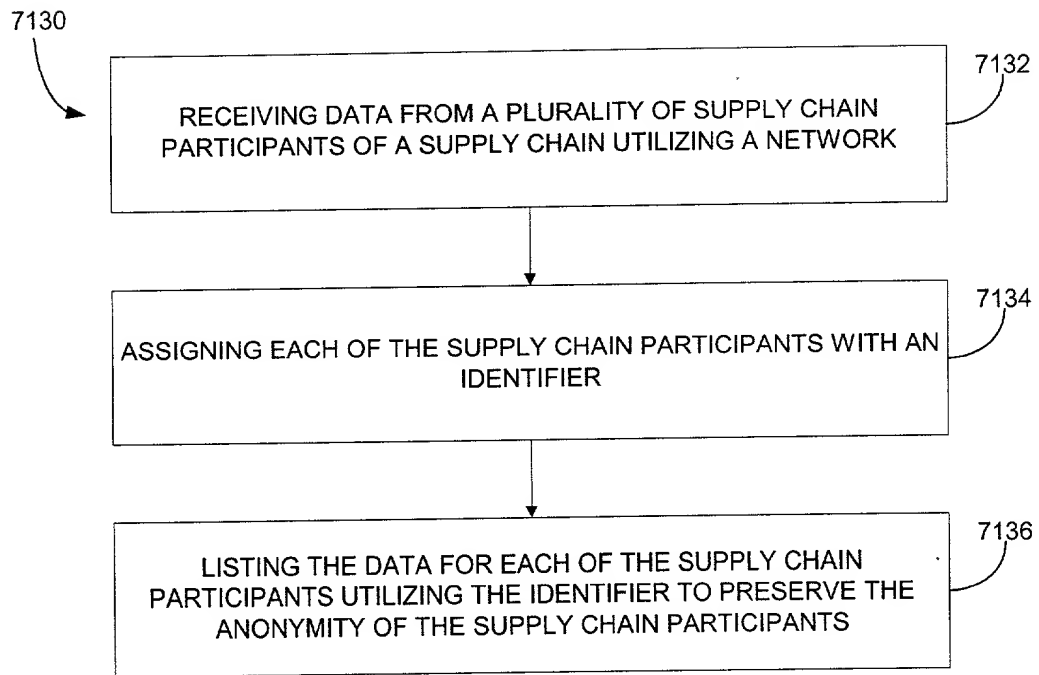 7130
7132
RECEIVING DATA FROM A PLURALITY OF SUPPLY CHAIN
PARTICIPANTS OF A SUPPLY CHAIN UTILIZING A NETWORK
7134
ASSIGNING EACH OF THE SUPPLY CHAIN PARTICIPANTS WITH AN
IDENTIFIER
7136
LISTING THE DATA FOR EACH OF THE SUPPLY CHAIN
PARTICIPANTS UTILIZING THE IDENTIFIER TO PRESERVE THE
ANONYMITY OF THE SUPPLY CHAIN PARTICIPANTS